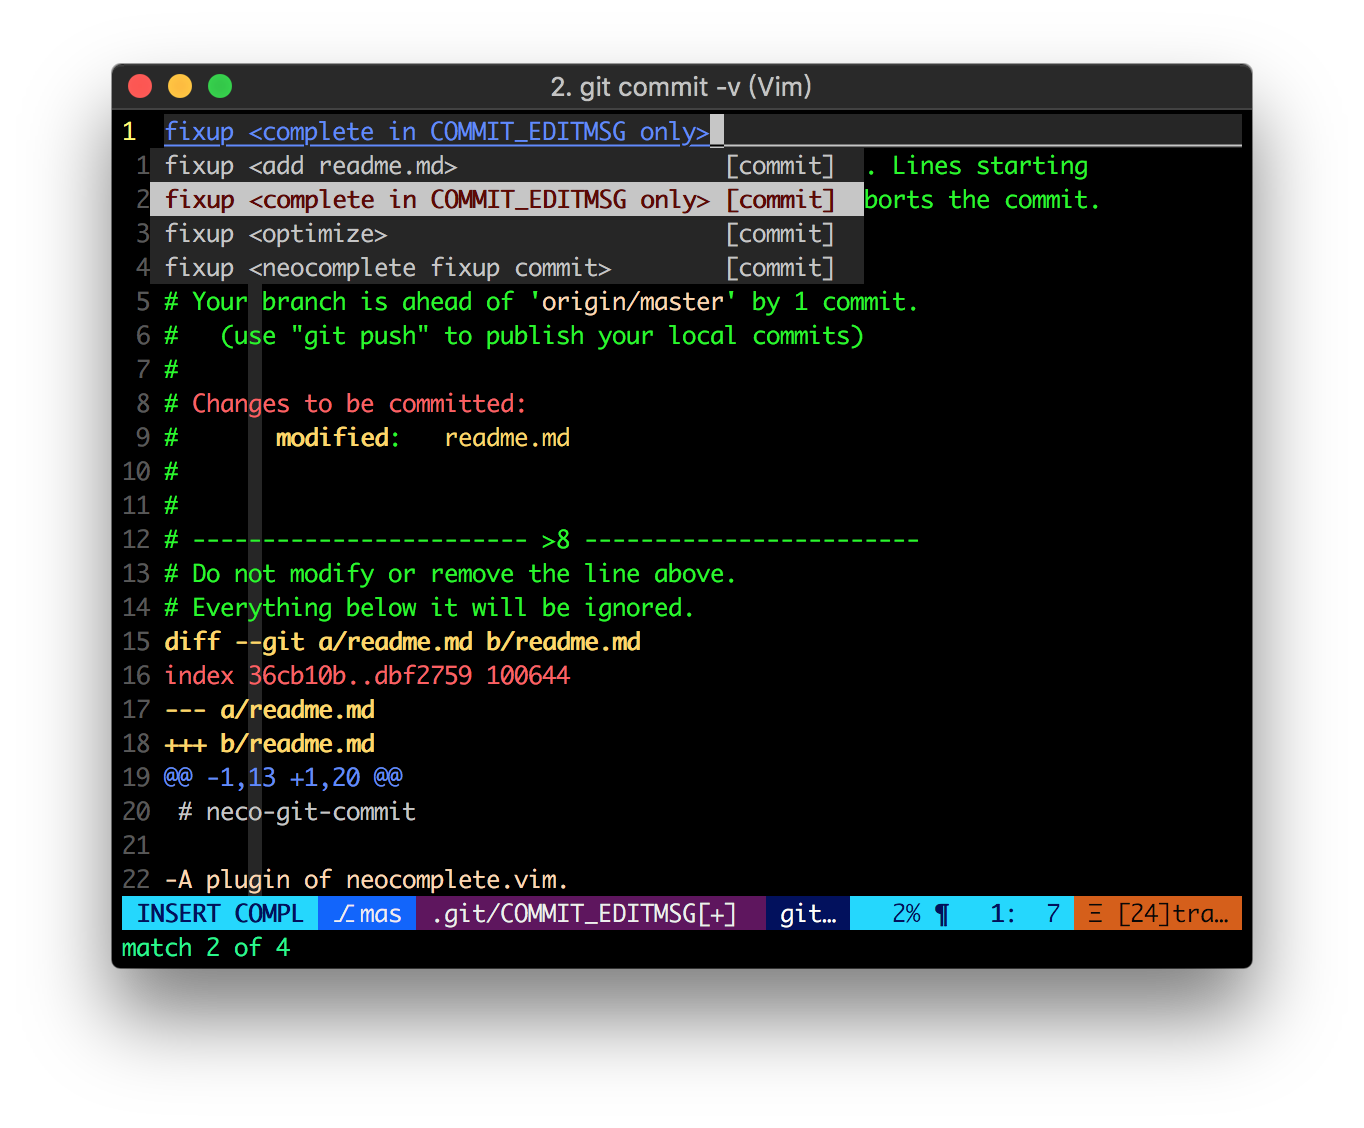 2. git commit -v (Vim)
1 fixup <complete in COMMIT_EDITMSG only>
1 fixup <add readme.md> [commit] . Lines starting
2 fixup <complete in COMMIT_EDITMSG only> [commit] borts the commit.
3 fixup <optimize> [commit]
4 fixup <neocomplete fixup commit> [commit]
5 # Your branch is ahead of 'origin/master' by 1 commit.
6 #   (use "git push" to publish your local commits)
7 #
8 # Changes to be committed:
9 #       modified:   readme.md
10 #
11 #
12 # ------------------------ >8 ------------------------
13 # Do not modify or remove the line above.
14 # Everything below it will be ignored.
15 diff --git a/readme.md b/readme.md
16 index 36cb10b..dbf2759 100644
17 --- a/readme.md
18 +++ b/readme.md
19 @@ -1,13 +1,20 @@
20  # neco-git-commit
21
22 -A plugin of neocomplete.vim.
INSERT COMPL ⎇ mas .git/COMMIT_EDITMSG[+] git… 2% ¶ 1: 7 Ξ [24]tra…
match 2 of 4